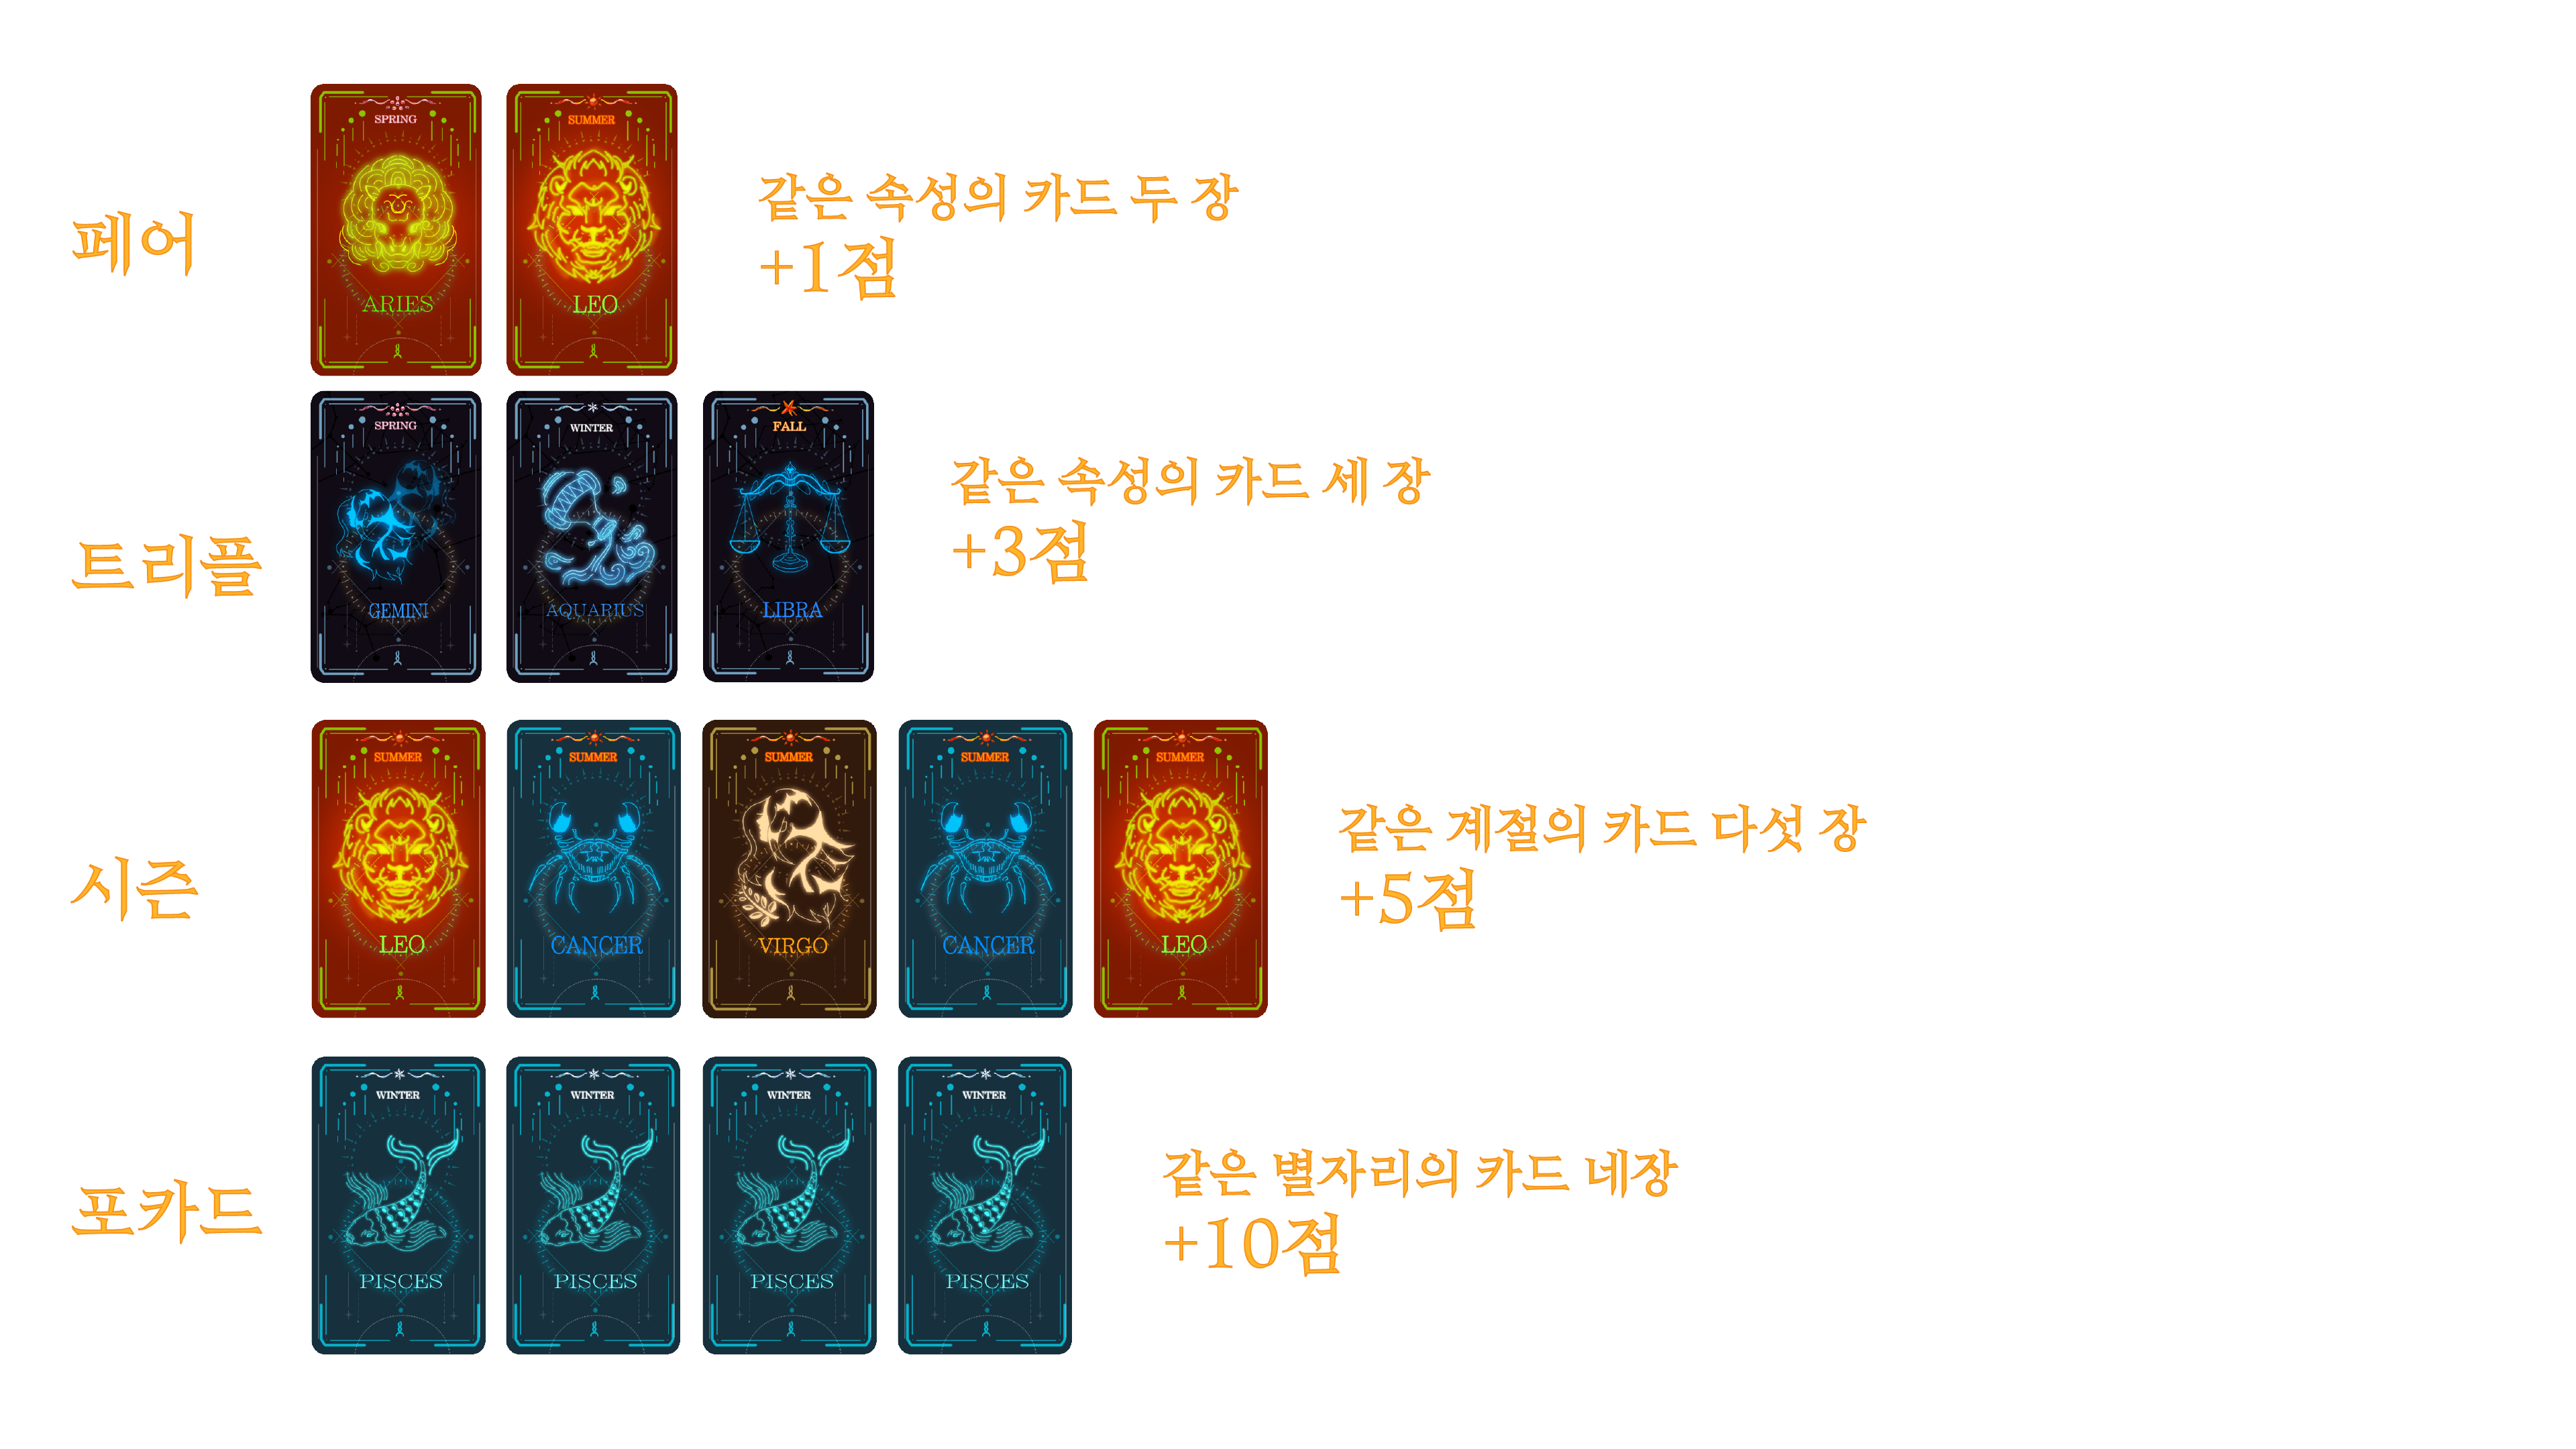 페어
SPRING
ARIES
SUMMER
LEO
같은 속성의 카드 두 장
+1점
트리플
SPRING
GEMINI
WINTER
AQUARIUS
FALL
LIBRA
같은 속성의 카드 세 장
+3점
시즌
SUMMER
LEO
SUMMER
CANCER
SUMMER
VIRGO
SUMMER
CANCER
SUMMER
LEO
같은 계절의 카드 다섯 장
+5점
포카드
WINTER
PISCES
WINTER
PISCES
WINTER
PISCES
WINTER
PISCES
같은 별자리의 카드 네장
+10점